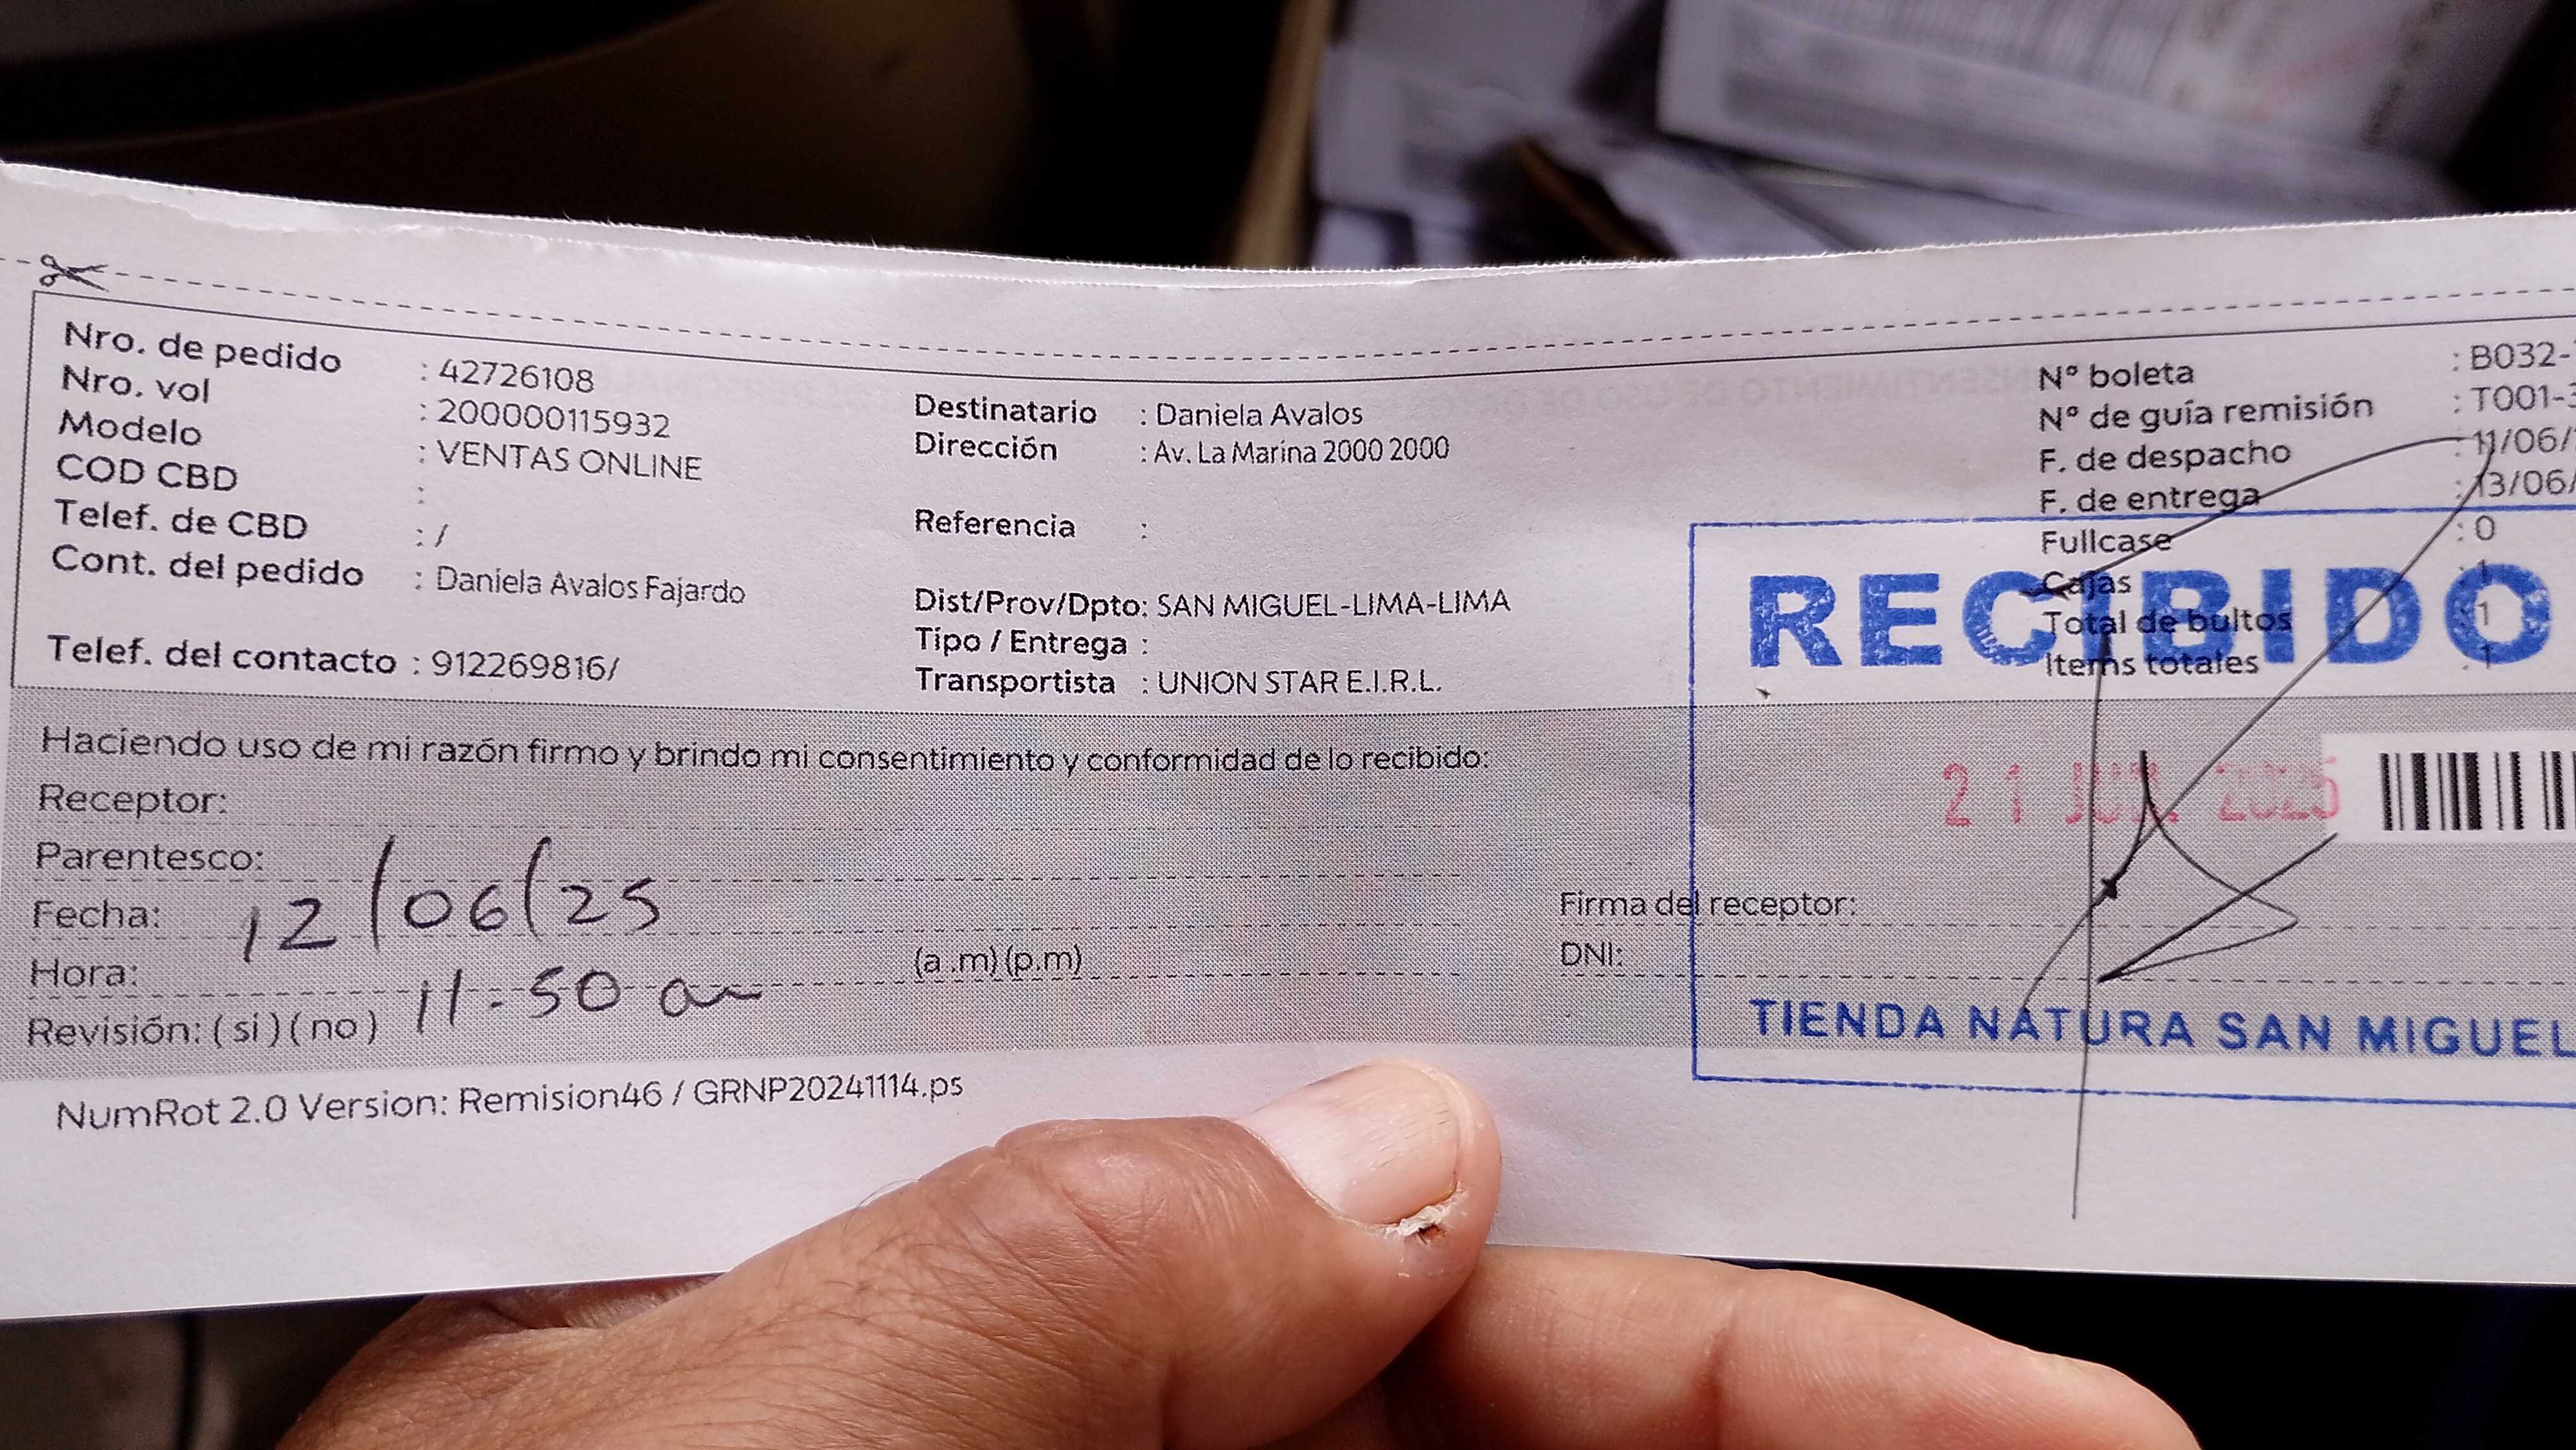 Nro. de pedido : 42726108
Nro. vol : 200000115932
Modelo : VENTAS ONLINE
COD CBD :
Telef. de CBD : /
Cont. del pedido : Daniela Avalos Fajardo
Telef. del contacto : 912269816/
Destinatario : Daniela Avalos
Dirección : Av. La Marina 2000 2000
Referencia :
Dist/Prov/Dpto: SAN MIGUEL-LIMA-LIMA
Tipo / Entrega :
Transportista : UNION STAR E.I.R.L.
N° boleta : B032-
N° de guía remisión : T001-3
F. de despacho : 11/06/
F. de entrega : 13/06/
Fullcase : 0
Cajas : 1
Total de bultos : 1
Items totales : 1
RECIBIDO
Haciendo uso de mi razón firmo y brindo mi consentimiento y conformidad de lo recibido:
Receptor:
Parentesco:
Fecha: 12/06/25
Hora: 11.50 am (a .m) (p.m)
Revisión: ( si ) ( no )
21 2025
Firma del receptor:
DNI:
TIENDA NATURA SAN MIGUEL
NumRot 2.0 Version: Remision46 / GRNP20241114.ps